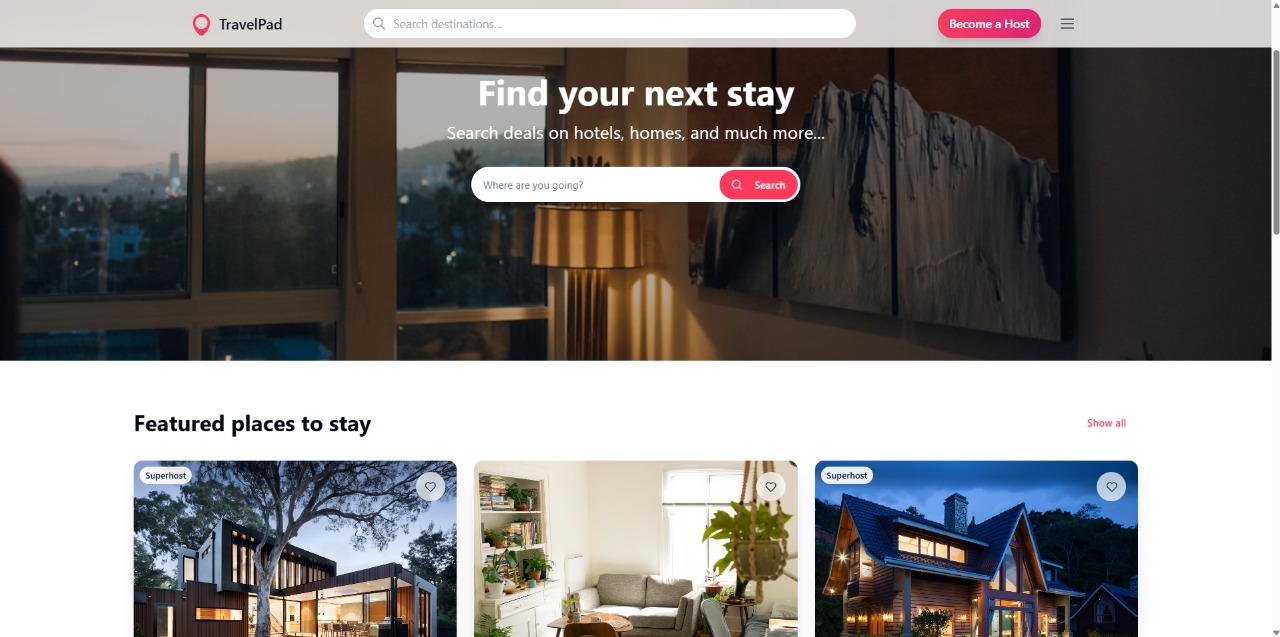 TravelPad
Search destinations...
Become a Host
Find your next stay
Search deals on hotels, homes, and much more...
Where are you going?
Search
Featured places to stay
Show all
Superhost
Superhost